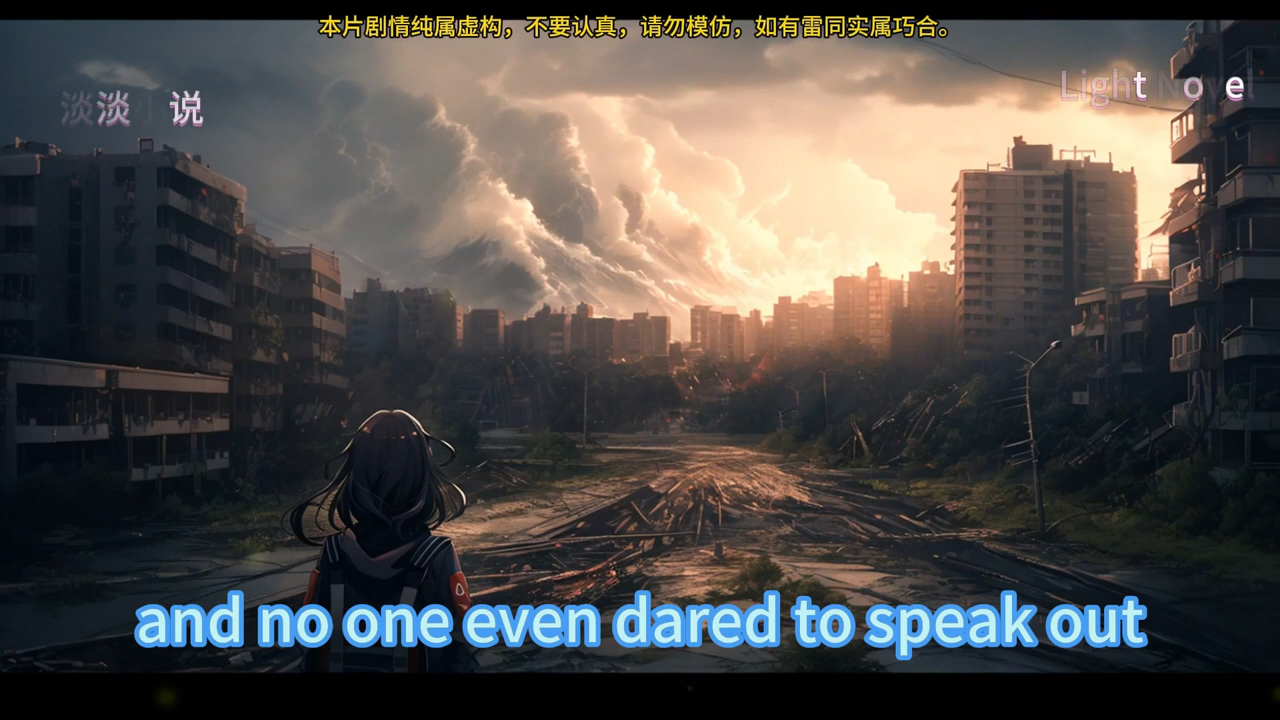 本片剧情纯属虚构，不要认真，请勿模仿，如有雷同实属巧合。
淡淡小说
Light Novel
and no one even dared to speak out